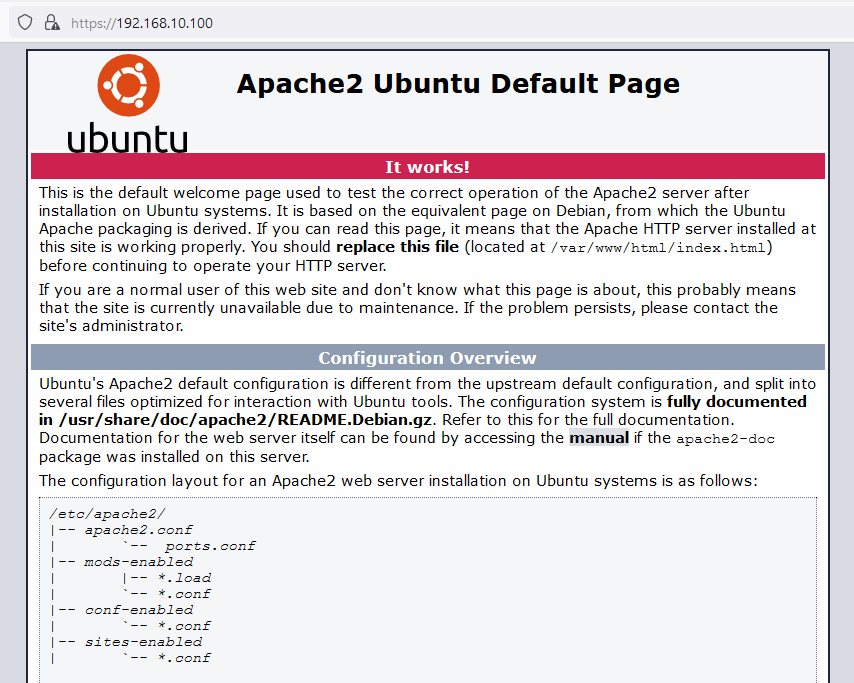 https://192.168.10.100
Apache2 Ubuntu Default Page
ubuntu
It works!
This is the default welcome page used to test the correct operation of the Apache2 server after
installation on Ubuntu systems. It is based on the equivalent page on Debian, from which the Ubuntu
Apache packaging is derived. If you can read this page, it means that the Apache HTTP server installed at
this site is working properly. You should replace this file (located at /var/www/html/index.html)
before continuing to operate your HTTP server.
If you are a normal user of this web site and don't know what this page is about, this probably means
that the site is currently unavailable due to maintenance. If the problem persists, please contact the
site's administrator.
Configuration Overview
Ubuntu's Apache2 default configuration is different from the upstream default configuration, and split into
several files optimized for interaction with Ubuntu tools. The configuration system is fully documented
in /usr/share/doc/apache2/README.Debian.gz. Refer to this for the full documentation.
Documentation for the web server itself can be found by accessing the manual if the apache2-doc
package was installed on this server.
The configuration layout for an Apache2 web server installation on Ubuntu systems is as follows:
/etc/apache2/
|-- apache2.conf
|       `--  ports.conf
|-- mods-enabled
|       |-- *.load
|       `-- *.conf
|-- conf-enabled
|       `-- *.conf
|-- sites-enabled
|       `-- *.conf